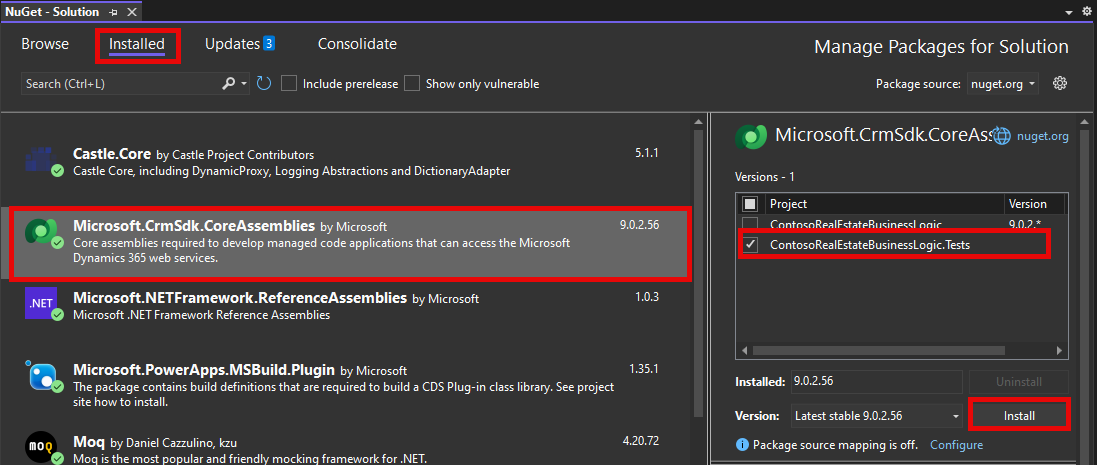 NuGet - Solution
Browse Installed Updates 3 Consolidate
Manage Packages for Solution
Search (Ctrl+L) Include prerelease Show only vulnerable
Package source: nuget.org
Castle.Core by Castle Project Contributors 5.1.1
Castle Core, including DynamicProxy, Logging Abstractions and DictionaryAdapter
Microsoft.CrmSdk.CoreAssemblies by Microsoft 9.0.2.56
Core assemblies required to develop managed code applications that can access the Microsoft
Dynamics 365 web services.
.NET
Microsoft.NETFramework.ReferenceAssemblies by Microsoft 1.0.3
Microsoft .NET Framework Reference Assemblies
Microsoft.PowerApps.MSBuild.Plugin by Microsoft 1.35.1
The package contains build definitions that are required to build a CDS Plug-in class library. See project
site how to install.
MOQ
Moq by Daniel Cazzulino, kzu 4.20.72
Moq is the most popular and friendly mocking framework for .NET.
Microsoft.CrmSdk.CoreAss nuget.org
Versions - 1
Project Version
ContosoRealEstateBusinessLogic 9.0.2.*
ContosoRealEstateBusinessLogic.Tests
Installed: 9.0.2.56 Uninstall
Version: Latest stable 9.0.2.56 Install
Package source mapping is off. Configure